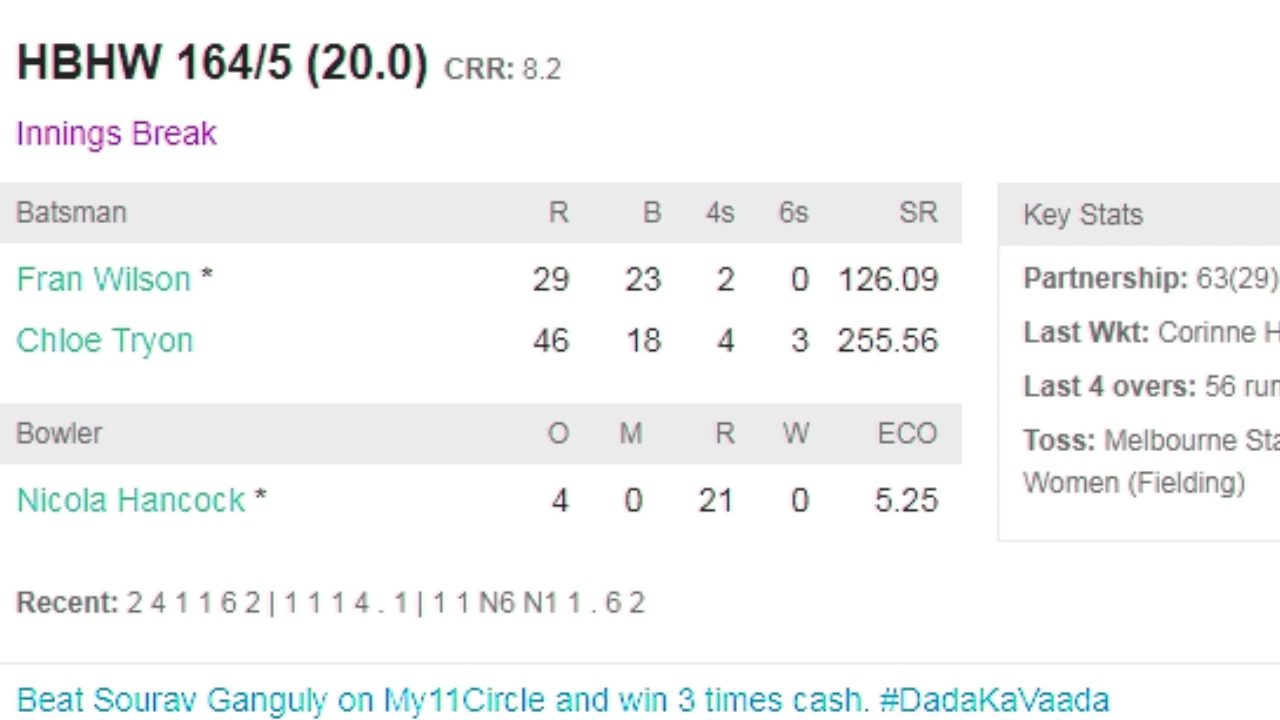 HBHW 164/5 (20.0) CRR: 8.2
Innings Break
Batsman R B 4s 6s SR
Fran Wilson * 29 23 2 0 126.09
Chloe Tryon 46 18 4 3 255.56
Bowler O M R W ECO
Nicola Hancock * 4 0 21 0 5.25
Key Stats
Partnership: 63(29)
Last Wkt: Corinne H
Last 4 overs: 56 run
Toss: Melbourne Sta
Women (Fielding)
Recent: 2 4 1 1 6 2 | 1 1 1 4 . 1 | 1 1 N6 N1 1 . 6 2
Beat Sourav Ganguly on My11Circle and win 3 times cash. #DadaKaVaada